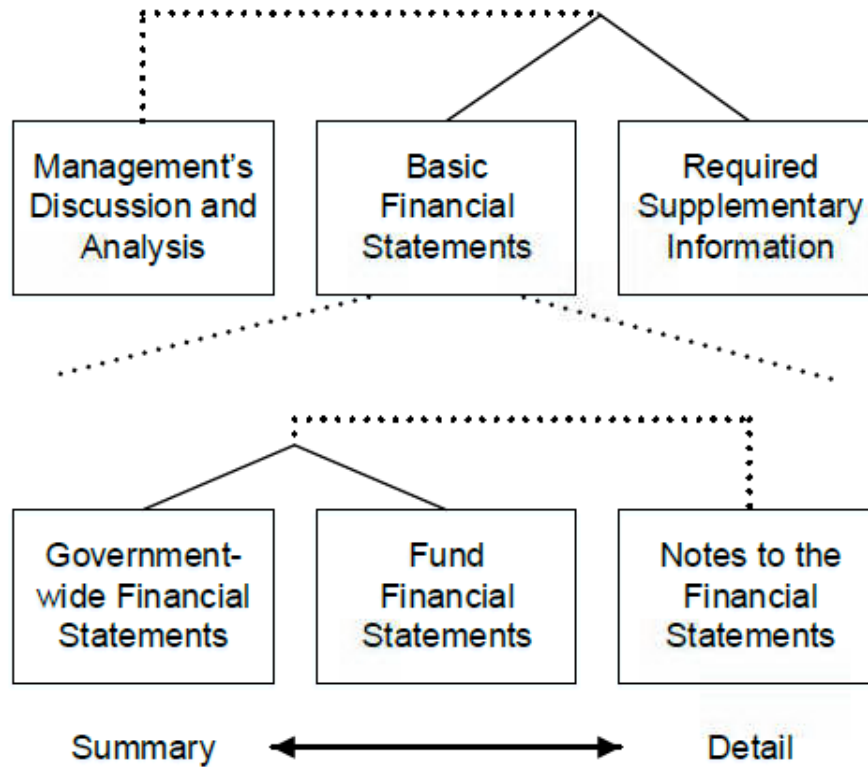 Management's
Discussion and
Analysis
Basic
Financial
Statements
Required
Supplementary
Information
Government-
wide Financial
Statements
Fund
Financial
Statements
Notes to the
Financial
Statements
Summary
Detail